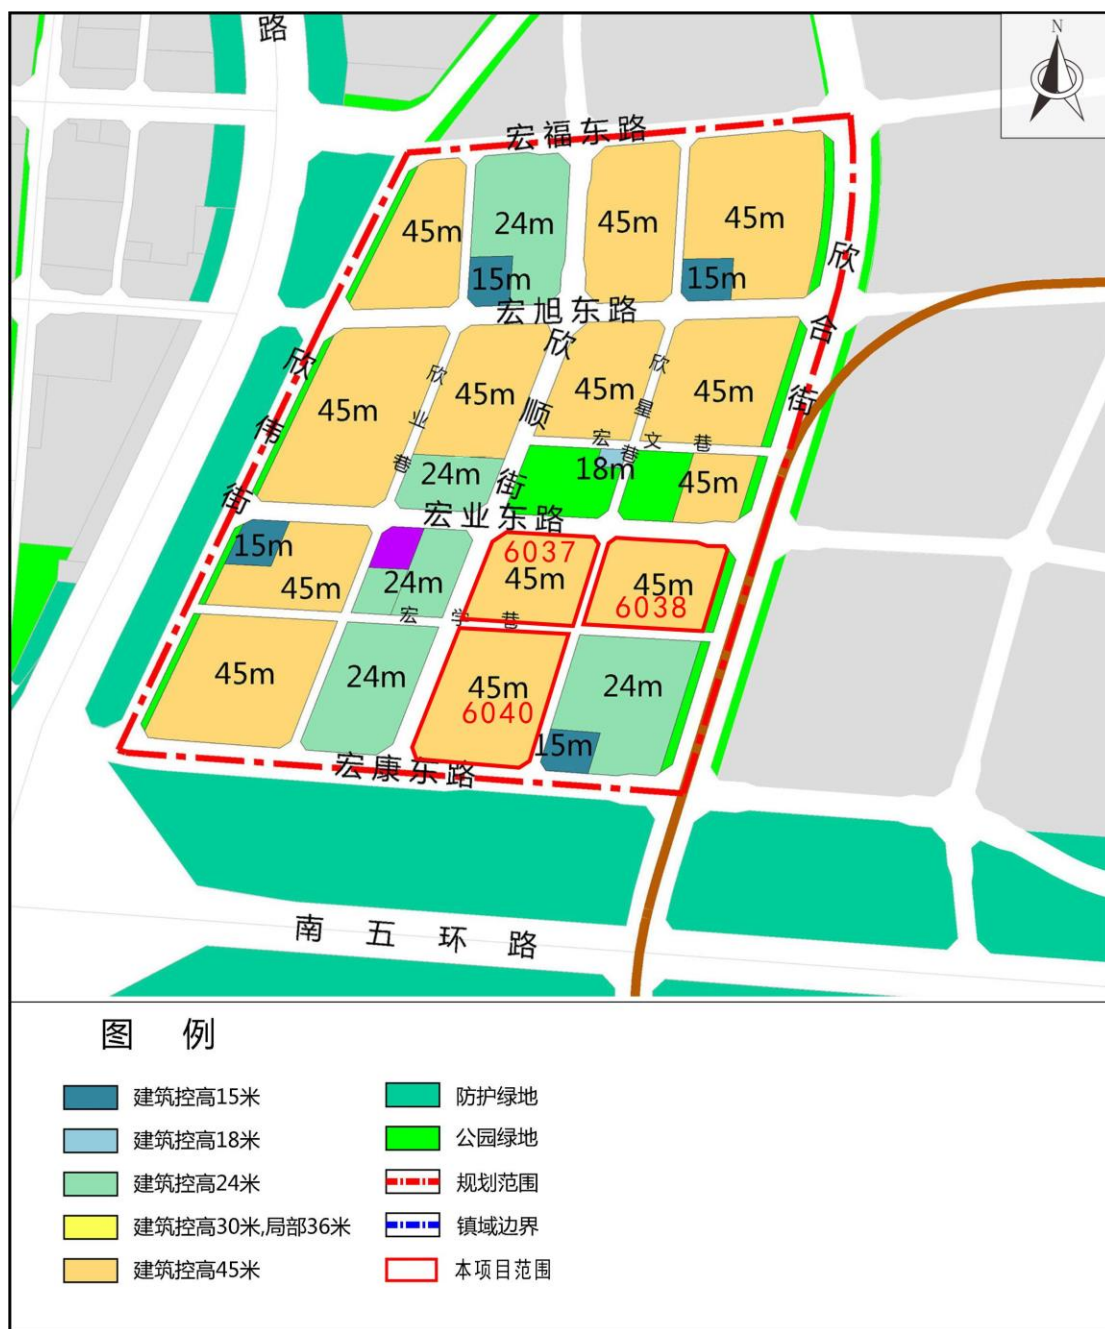 路
N
宏福东路
45m
24m
45m
45m
15m
15m
宏旭东路
欣合街
欣伟街
45m
45m
45m
45m
欣业巷
欣顺街
欣星巷
宏文巷
24m
18m
45m
宏业东路
15m
45m
24m
6037
45m
45m
6038
宏学巷
45m
24m
45m
6040
24m
15m
宏康东路
南五环路
图 例
建筑控高15米
建筑控高18米
建筑控高24米
建筑控高30米,局部36米
建筑控高45米
防护绿地
公园绿地
规划范围
镇域边界
本项目范围